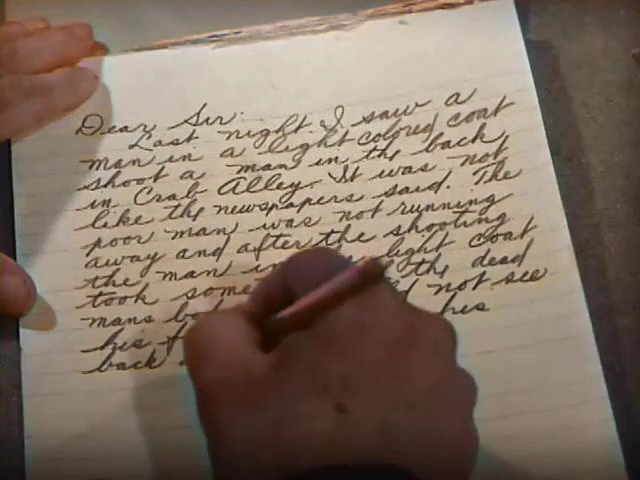 Dear Sir:
Last night I saw a
man in a light colored coat
shoot a man in the back
in Crab Alley. It was not
like the newspapers said. The
poor man was not running
away and after the shooting
the man in light coat
took some the dead
mans not see
his his
back